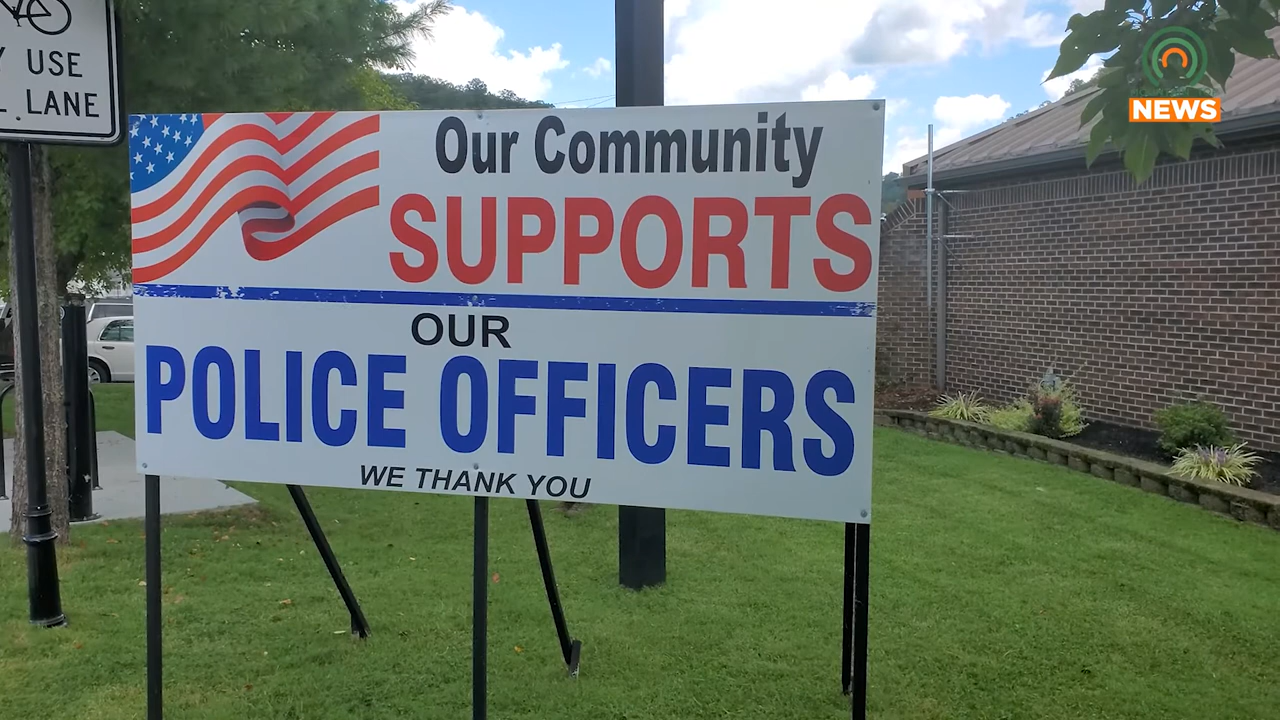 USE
LANE
Our Community
SUPPORTS
OUR
POLICE OFFICERS
WE THANK YOU
NEWS